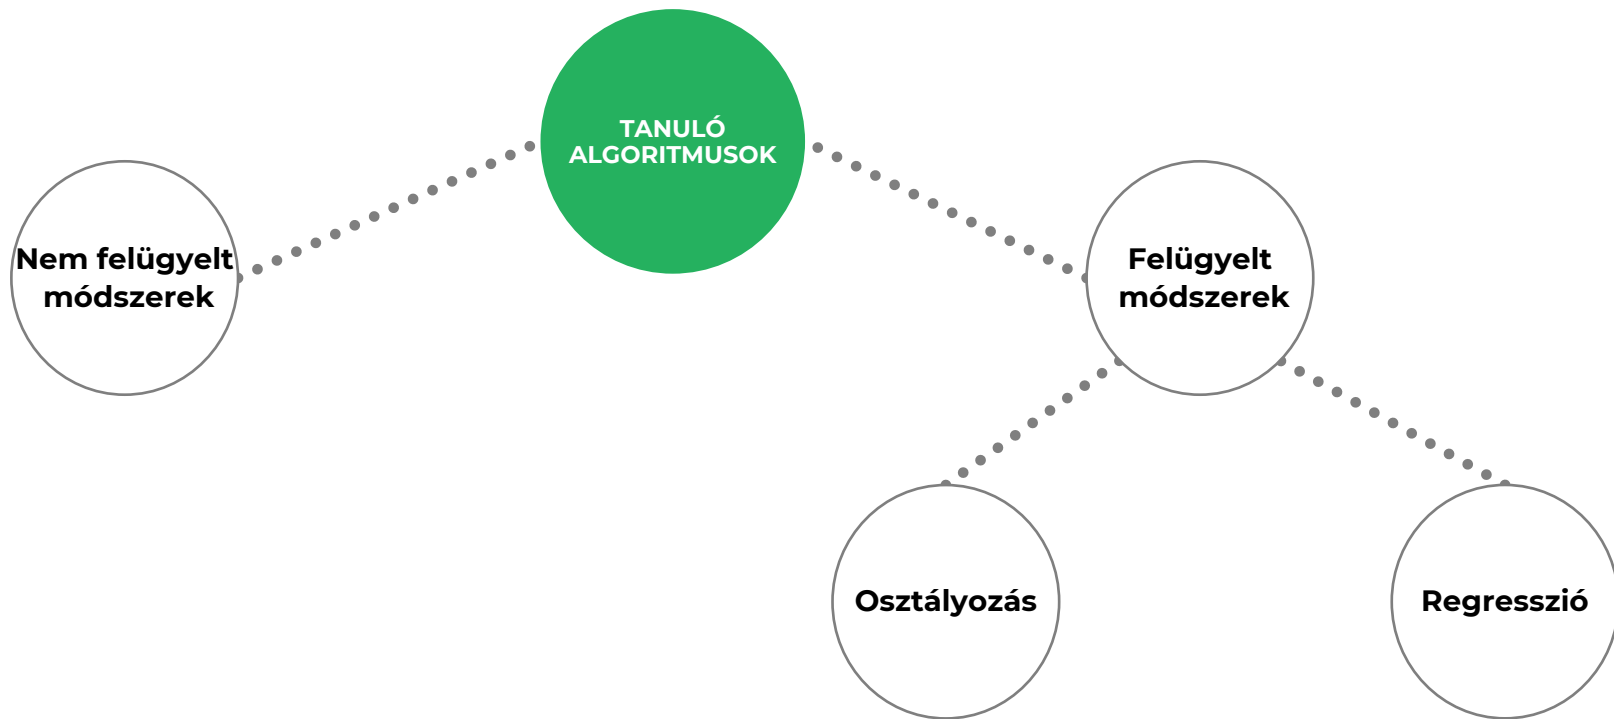 TANULÓ
ALGORITMUSOK
Nem felügyelt
módszerek
Felügyelt
módszerek
Osztályozás
Regresszió